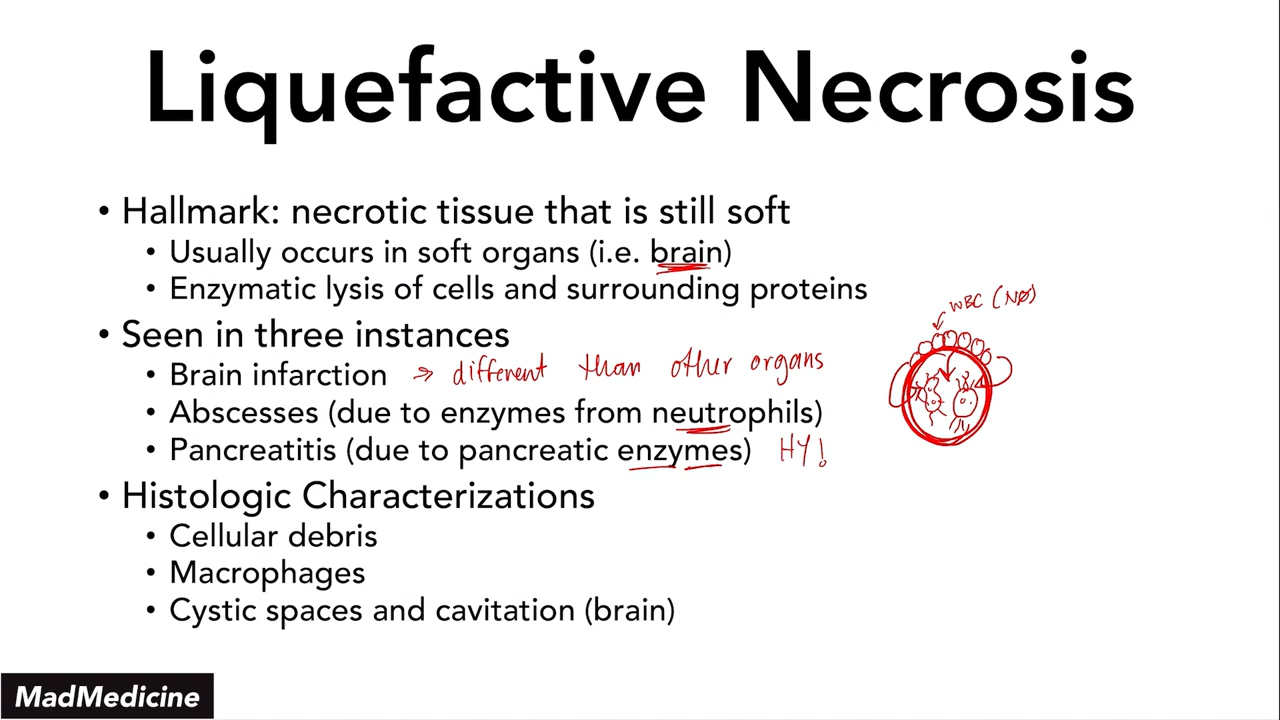 Liquefactive Necrosis
• Hallmark: necrotic tissue that is still soft
• Usually occurs in soft organs (i.e. brain)
• Enzymatic lysis of cells and surrounding proteins
WBC (NØ)
• Seen in three instances
• Brain infarction → different than other organs
• Abscesses (due to enzymes from neutrophils)
• Pancreatitis (due to pancreatic enzymes) HY!
• Histologic Characterizations
• Cellular debris
• Macrophages
• Cystic spaces and cavitation (brain)
MadMedicine